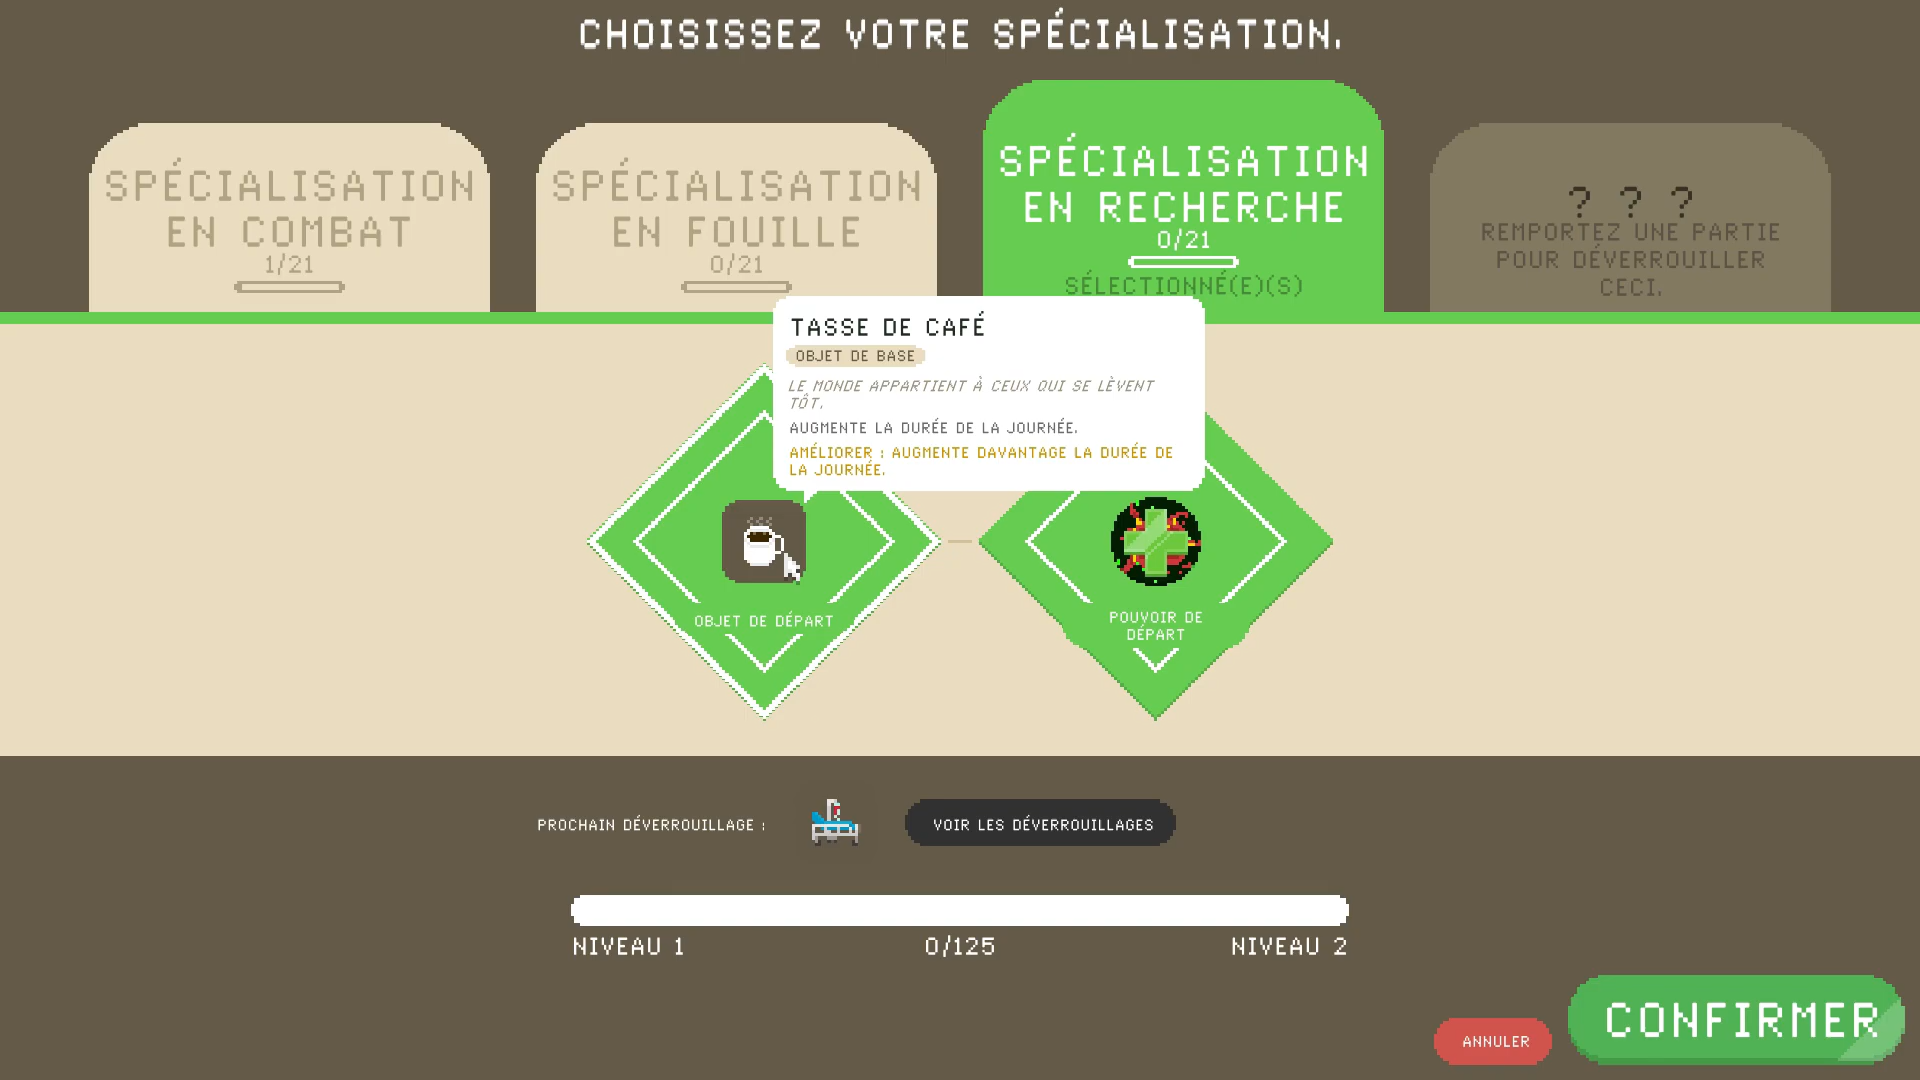 CHOISISSEZ VOTRE SPÉCIALISATION.
SPÉCIALISATION
EN COMBAT
1/21
SPÉCIALISATION
EN FOUILLE
0/21
SPÉCIALISATION
EN RECHERCHE
0/21
SÉLECTIONNÉ(E)(S)
? ? ?
REMPORTEZ UNE PARTIE
POUR DÉVERROUILLER
CECI.
TASSE DE CAFÉ
OBJET DE BASE
LE MONDE APPARTIENT À CEUX QUI SE LÈVENT
TÔT.
AUGMENTE LA DURÉE DE LA JOURNÉE.
AMÉLIORER : AUGMENTE DAVANTAGE LA DURÉE DE
LA JOURNÉE.
OBJET DE DÉPART
POUVOIR DE
DÉPART
PROCHAIN DÉVERROUILLAGE :
VOIR LES DÉVERROUILLAGES
NIVEAU 1
0/125
NIVEAU 2
ANNULER
CONFIRMER